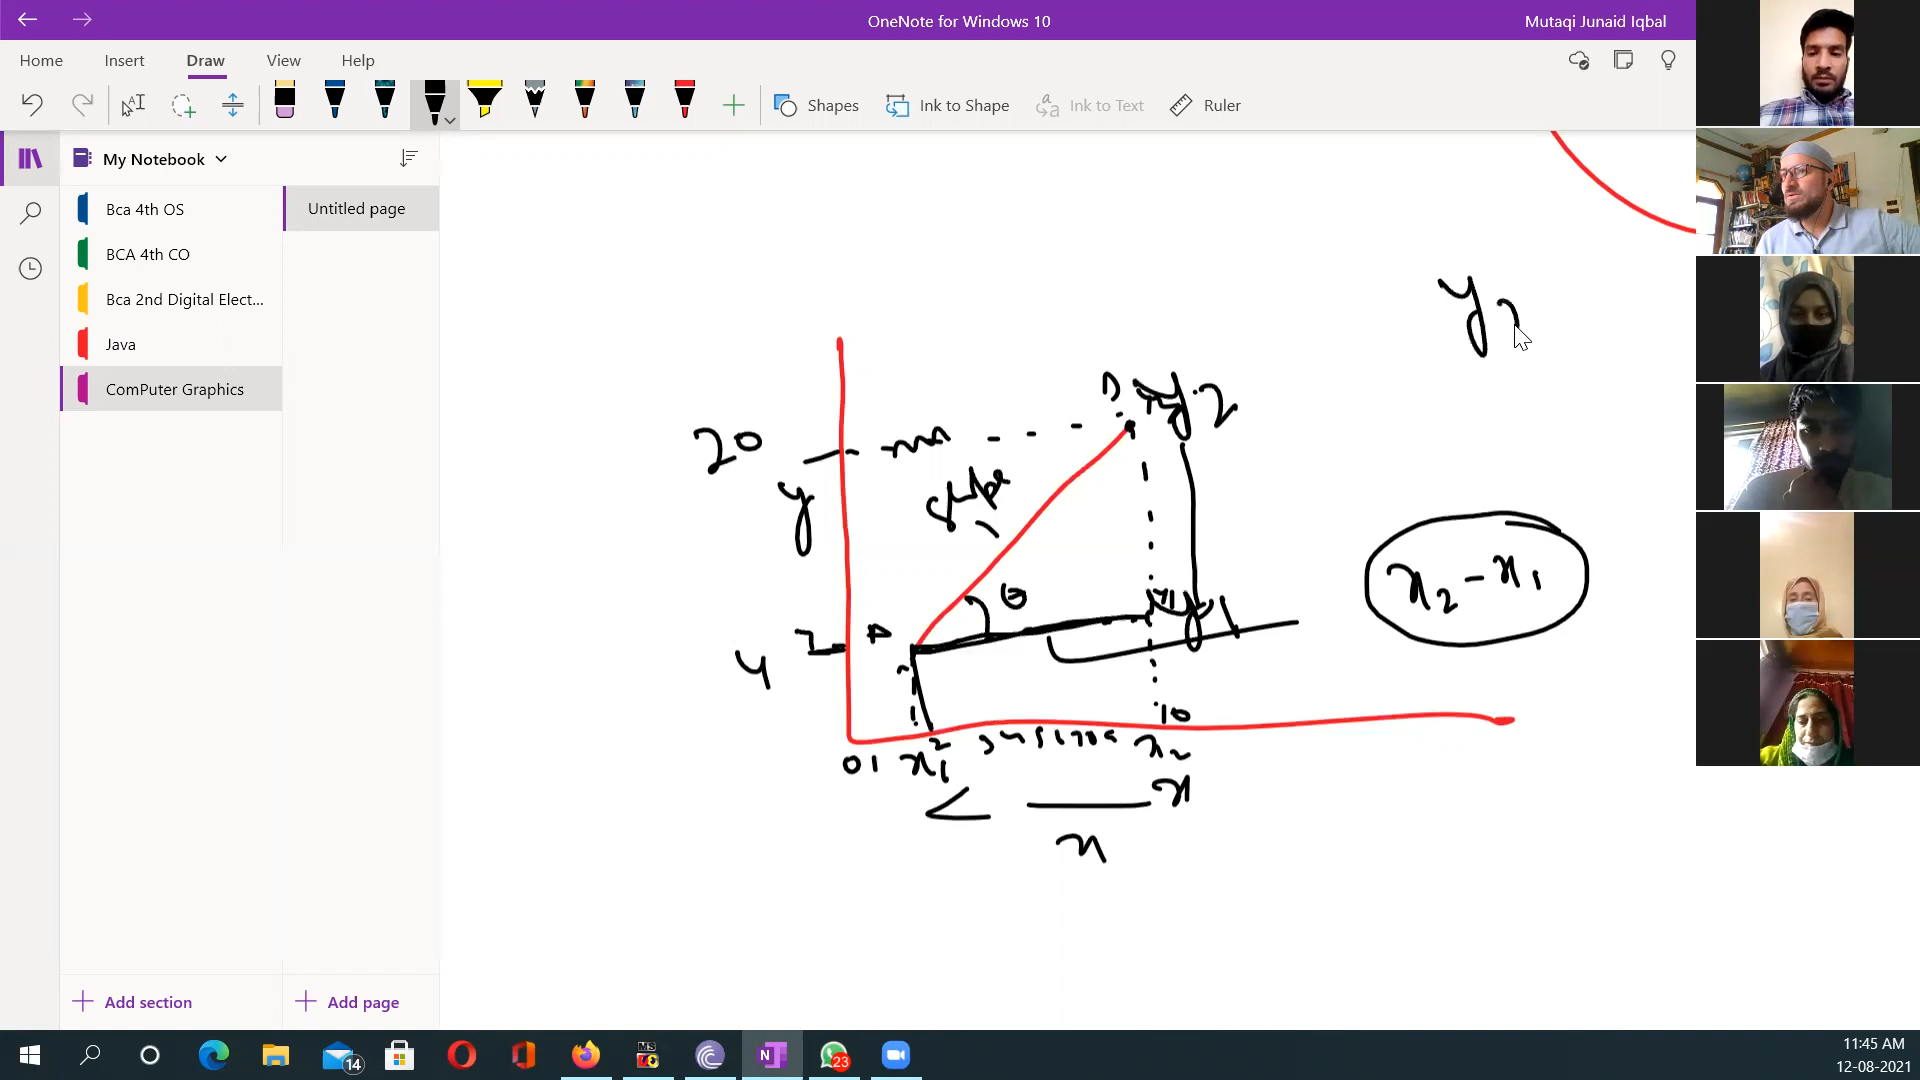 OneNote for Windows 10
Mutaqi Junaid Iqbal
Home Insert Draw View Help
Shapes Ink to Shape Ink to Text Ruler
My Notebook
Bca 4th OS
BCA 4th CO
Bca 2nd Digital Elect...
Java
ComPuter Graphics
Untitled page
y2
y2
20
y
slope
θ
x2 - x1
y1
4
10
0 1 x1 2 3 4 5 6 7 8 9 x2
x
x
Add section
Add page
MS
14
N
23
11:45 AM
12-08-2021